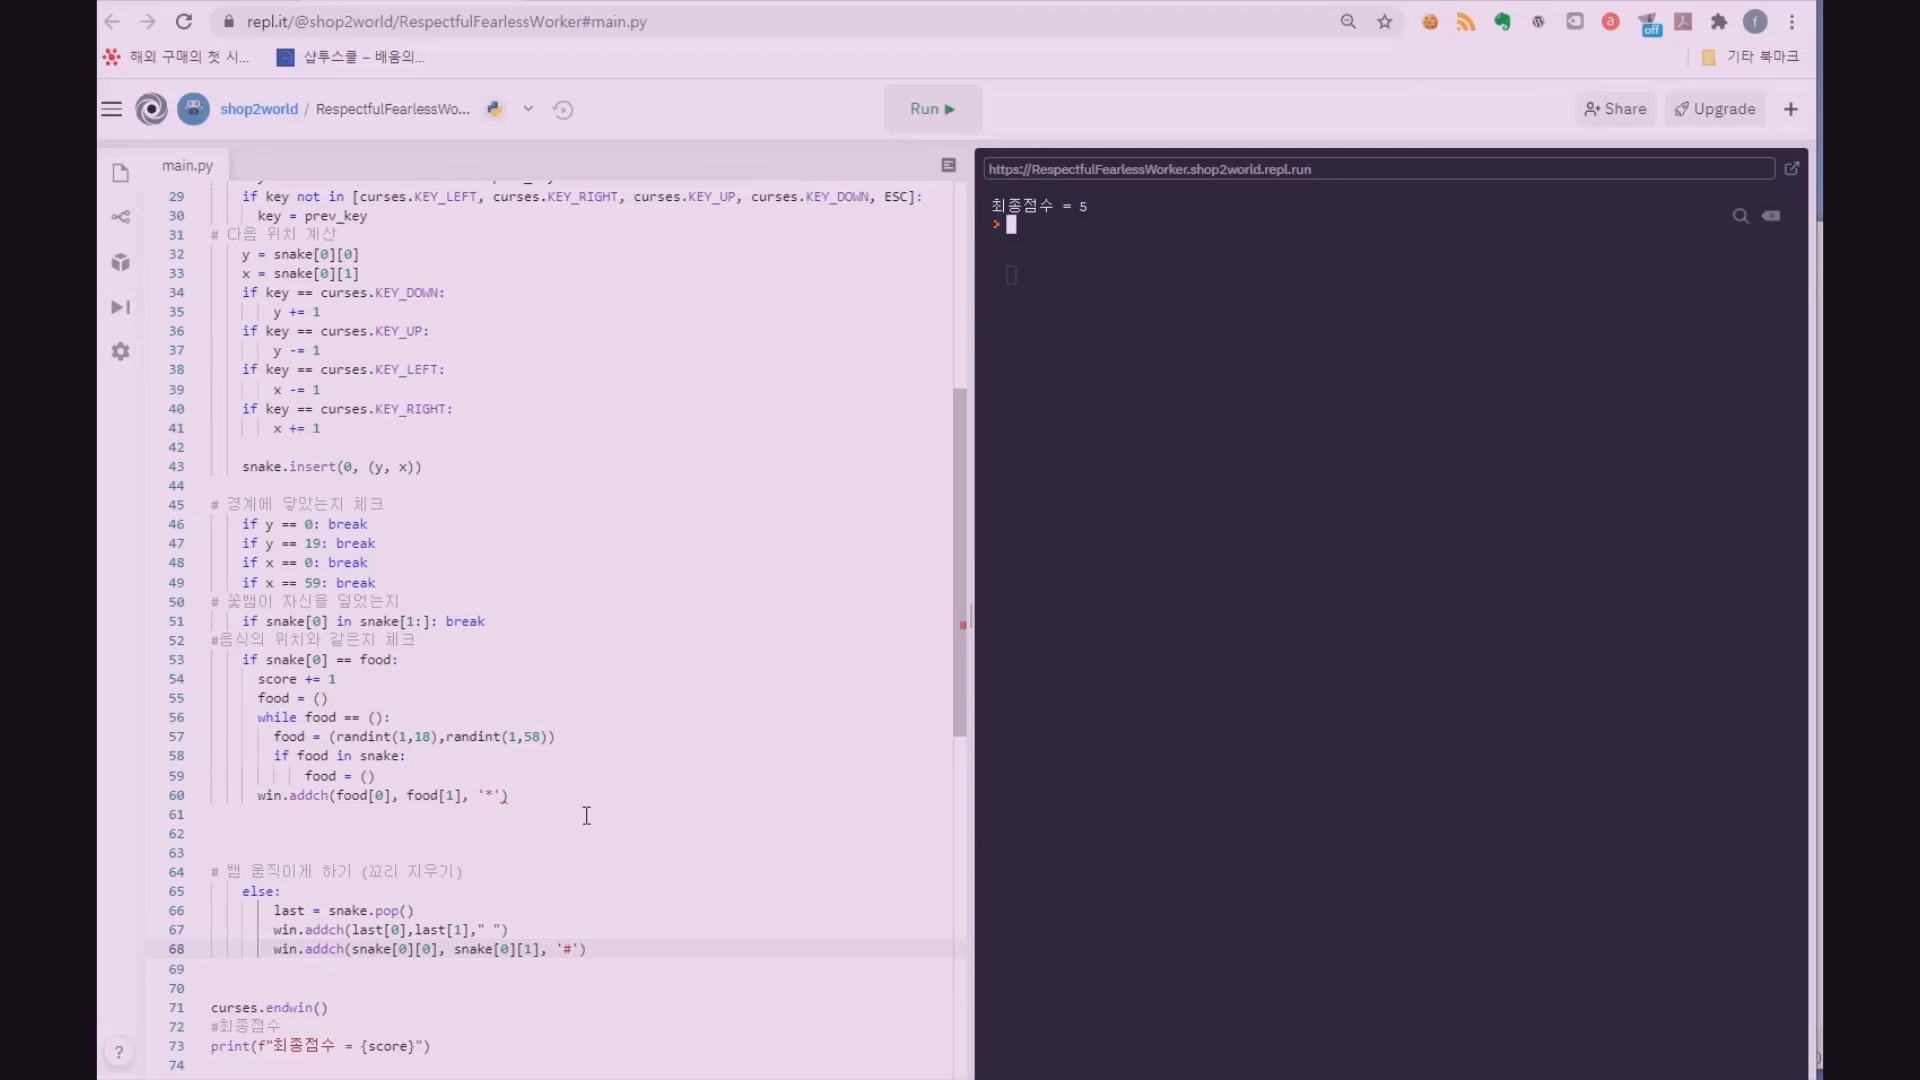 repl.it/@shop2world/RespectfulFearlessWorker#main.py
off
a
f
해외 구매의 첫 시...
샵투스쿨 – 배움의...
기타 북마크
shop2world / RespectfulFearlessWo...
Run ▶
Share
Upgrade
main.py
https://RespectfulFearlessWorker.shop2world.repl.run
최종점수 = 5
>
29 if key not in [curses.KEY_LEFT, curses.KEY_RIGHT, curses.KEY_UP, curses.KEY_DOWN, ESC]:
30 key = prev_key
31 # 다음 위치 계산
32 y = snake[0][0]
33 x = snake[0][1]
34 if key == curses.KEY_DOWN:
35 y += 1
36 if key == curses.KEY_UP:
37 y -= 1
38 if key == curses.KEY_LEFT:
39 x -= 1
40 if key == curses.KEY_RIGHT:
41 x += 1
42
43 snake.insert(0, (y, x))
44
45 # 경계에 닿았는지 체크
46 if y == 0: break
47 if y == 19: break
48 if x == 0: break
49 if x == 59: break
50 # 꽃뱀이 자신을 덮었는지
51 if snake[0] in snake[1:]: break
52 #음식의 위치와 같은지 체크
53 if snake[0] == food:
54 score += 1
55 food = ()
56 while food == ():
57 food = (randint(1,18),randint(1,58))
58 if food in snake:
59 food = ()
60 win.addch(food[0], food[1], '*')
61
62
63
64 # 뱀 움직이게 하기 (꼬리 지우기)
65 else:
66 last = snake.pop()
67 win.addch(last[0],last[1]," ")
68 win.addch(snake[0][0], snake[0][1], '#')
69
70
71 curses.endwin()
72 #최종점수
73 print(f"최종점수 = {score}")
74
?